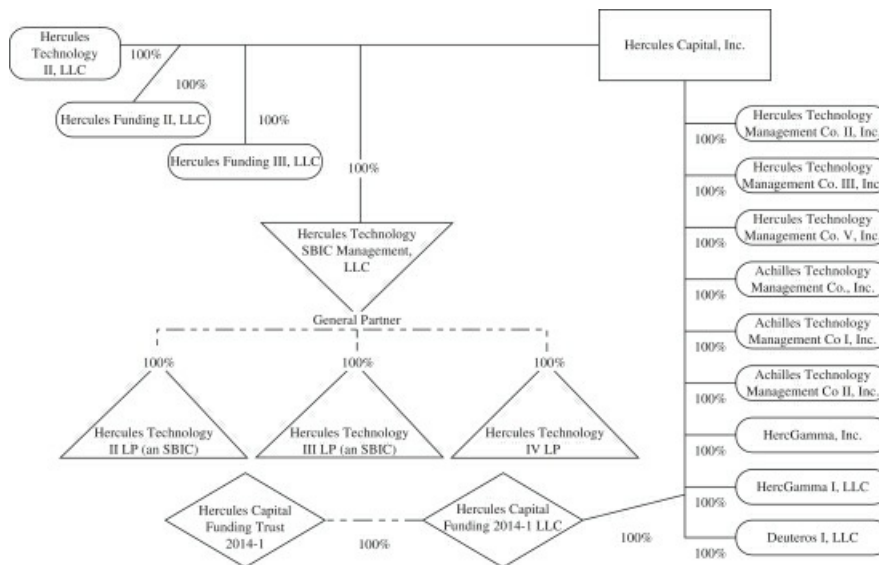 Hercules
Technology
II, LLC
100%
Hercules Capital, Inc.
100%
Hercules Funding II, LLC
100%
Hercules Funding III, LLC
100%
Hercules Technology
SBIC Management,
LLC
General Partner
100%
100%
100%
Hercules Technology
II LP (an SBIC)
Hercules Technology
III LP (an SBIC)
Hercules Technology
IV LP
Hercules Capital
Funding Trust
2014-1
100%
Hercules Capital
Funding 2014-1 LLC
100%
Hercules Technology
Management Co. II, Inc.
100%
Hercules Technology
Management Co. III, Inc
100%
Hercules Technology
Management Co. V, Inc.
100%
Achilles Technology
Management Co., Inc.
100%
Achilles Technology
Management Co I, Inc.
100%
Achilles Technology
Management Co II, Inc.
100%
HercGamma, Inc.
100%
HercGamma I, LLC
100%
Deuteros I, LLC
100%